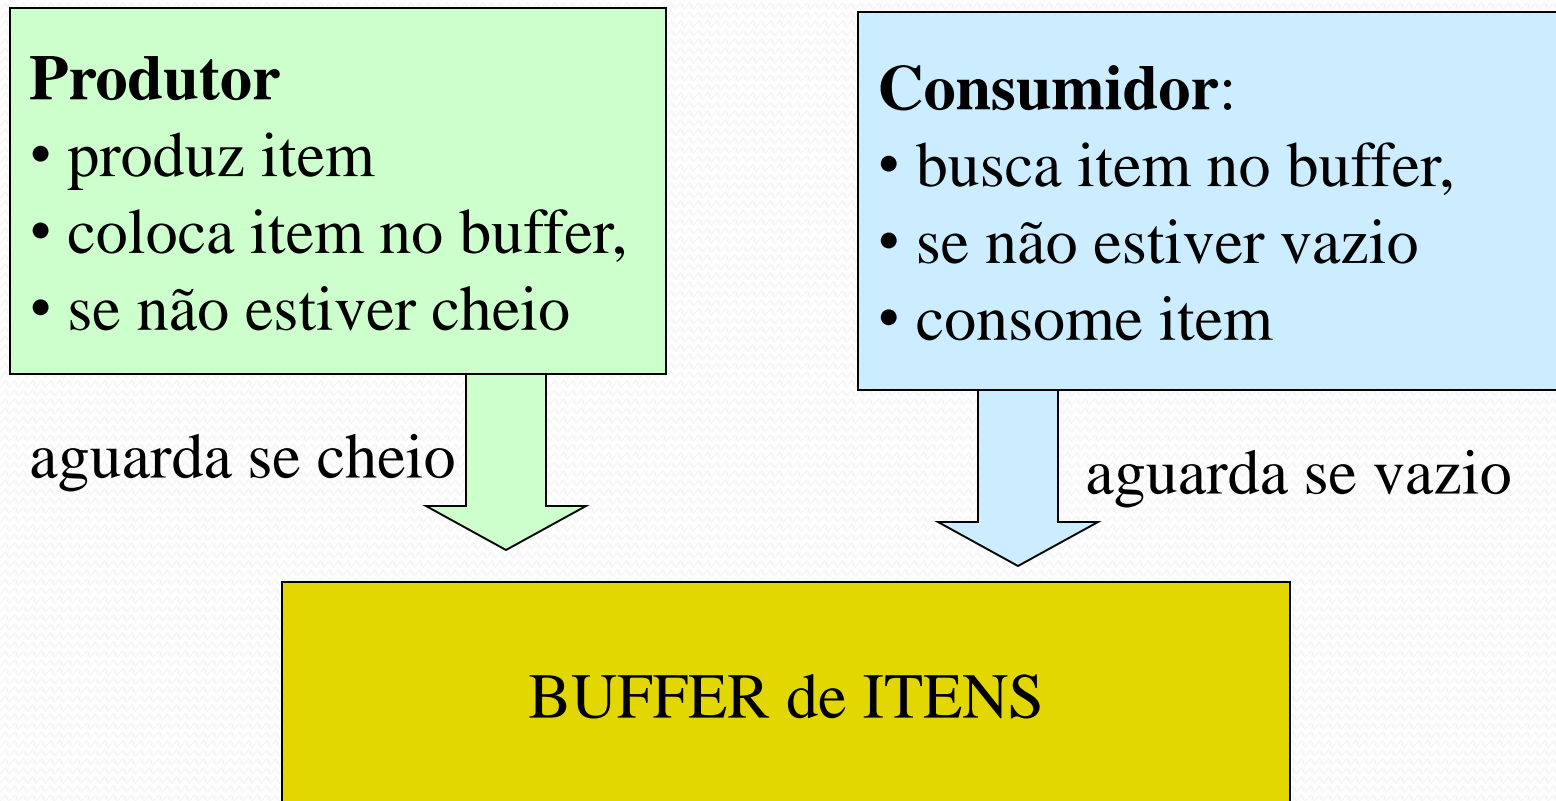 Produtor
• produz item
• coloca item no buffer,
• se não estiver cheio
Consumidor:
• busca item no buffer,
• se não estiver vazio
• consome item
aguarda se cheio
aguarda se vazio
BUFFER de ITENS